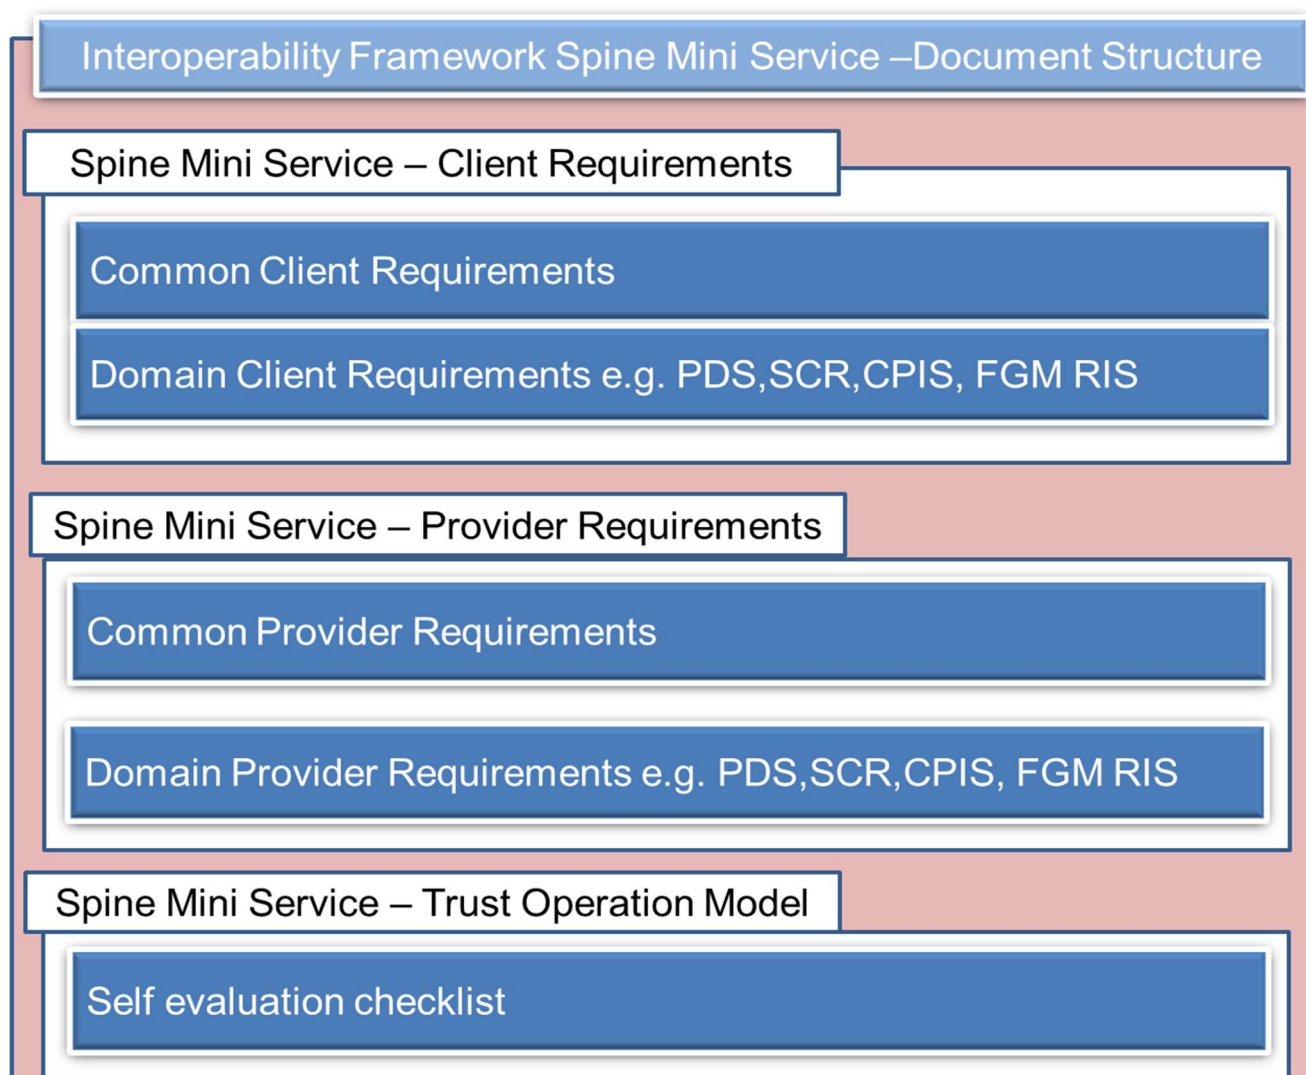 Interoperability Framework Spine Mini Service –Document Structure
Spine Mini Service – Client Requirements
Common Client Requirements
Domain Client Requirements e.g. PDS,SCR,CPIS, FGM RIS
Spine Mini Service – Provider Requirements
Common Provider Requirements
Domain Provider Requirements e.g. PDS,SCR,CPIS, FGM RIS
Spine Mini Service – Trust Operation Model
Self evaluation checklist